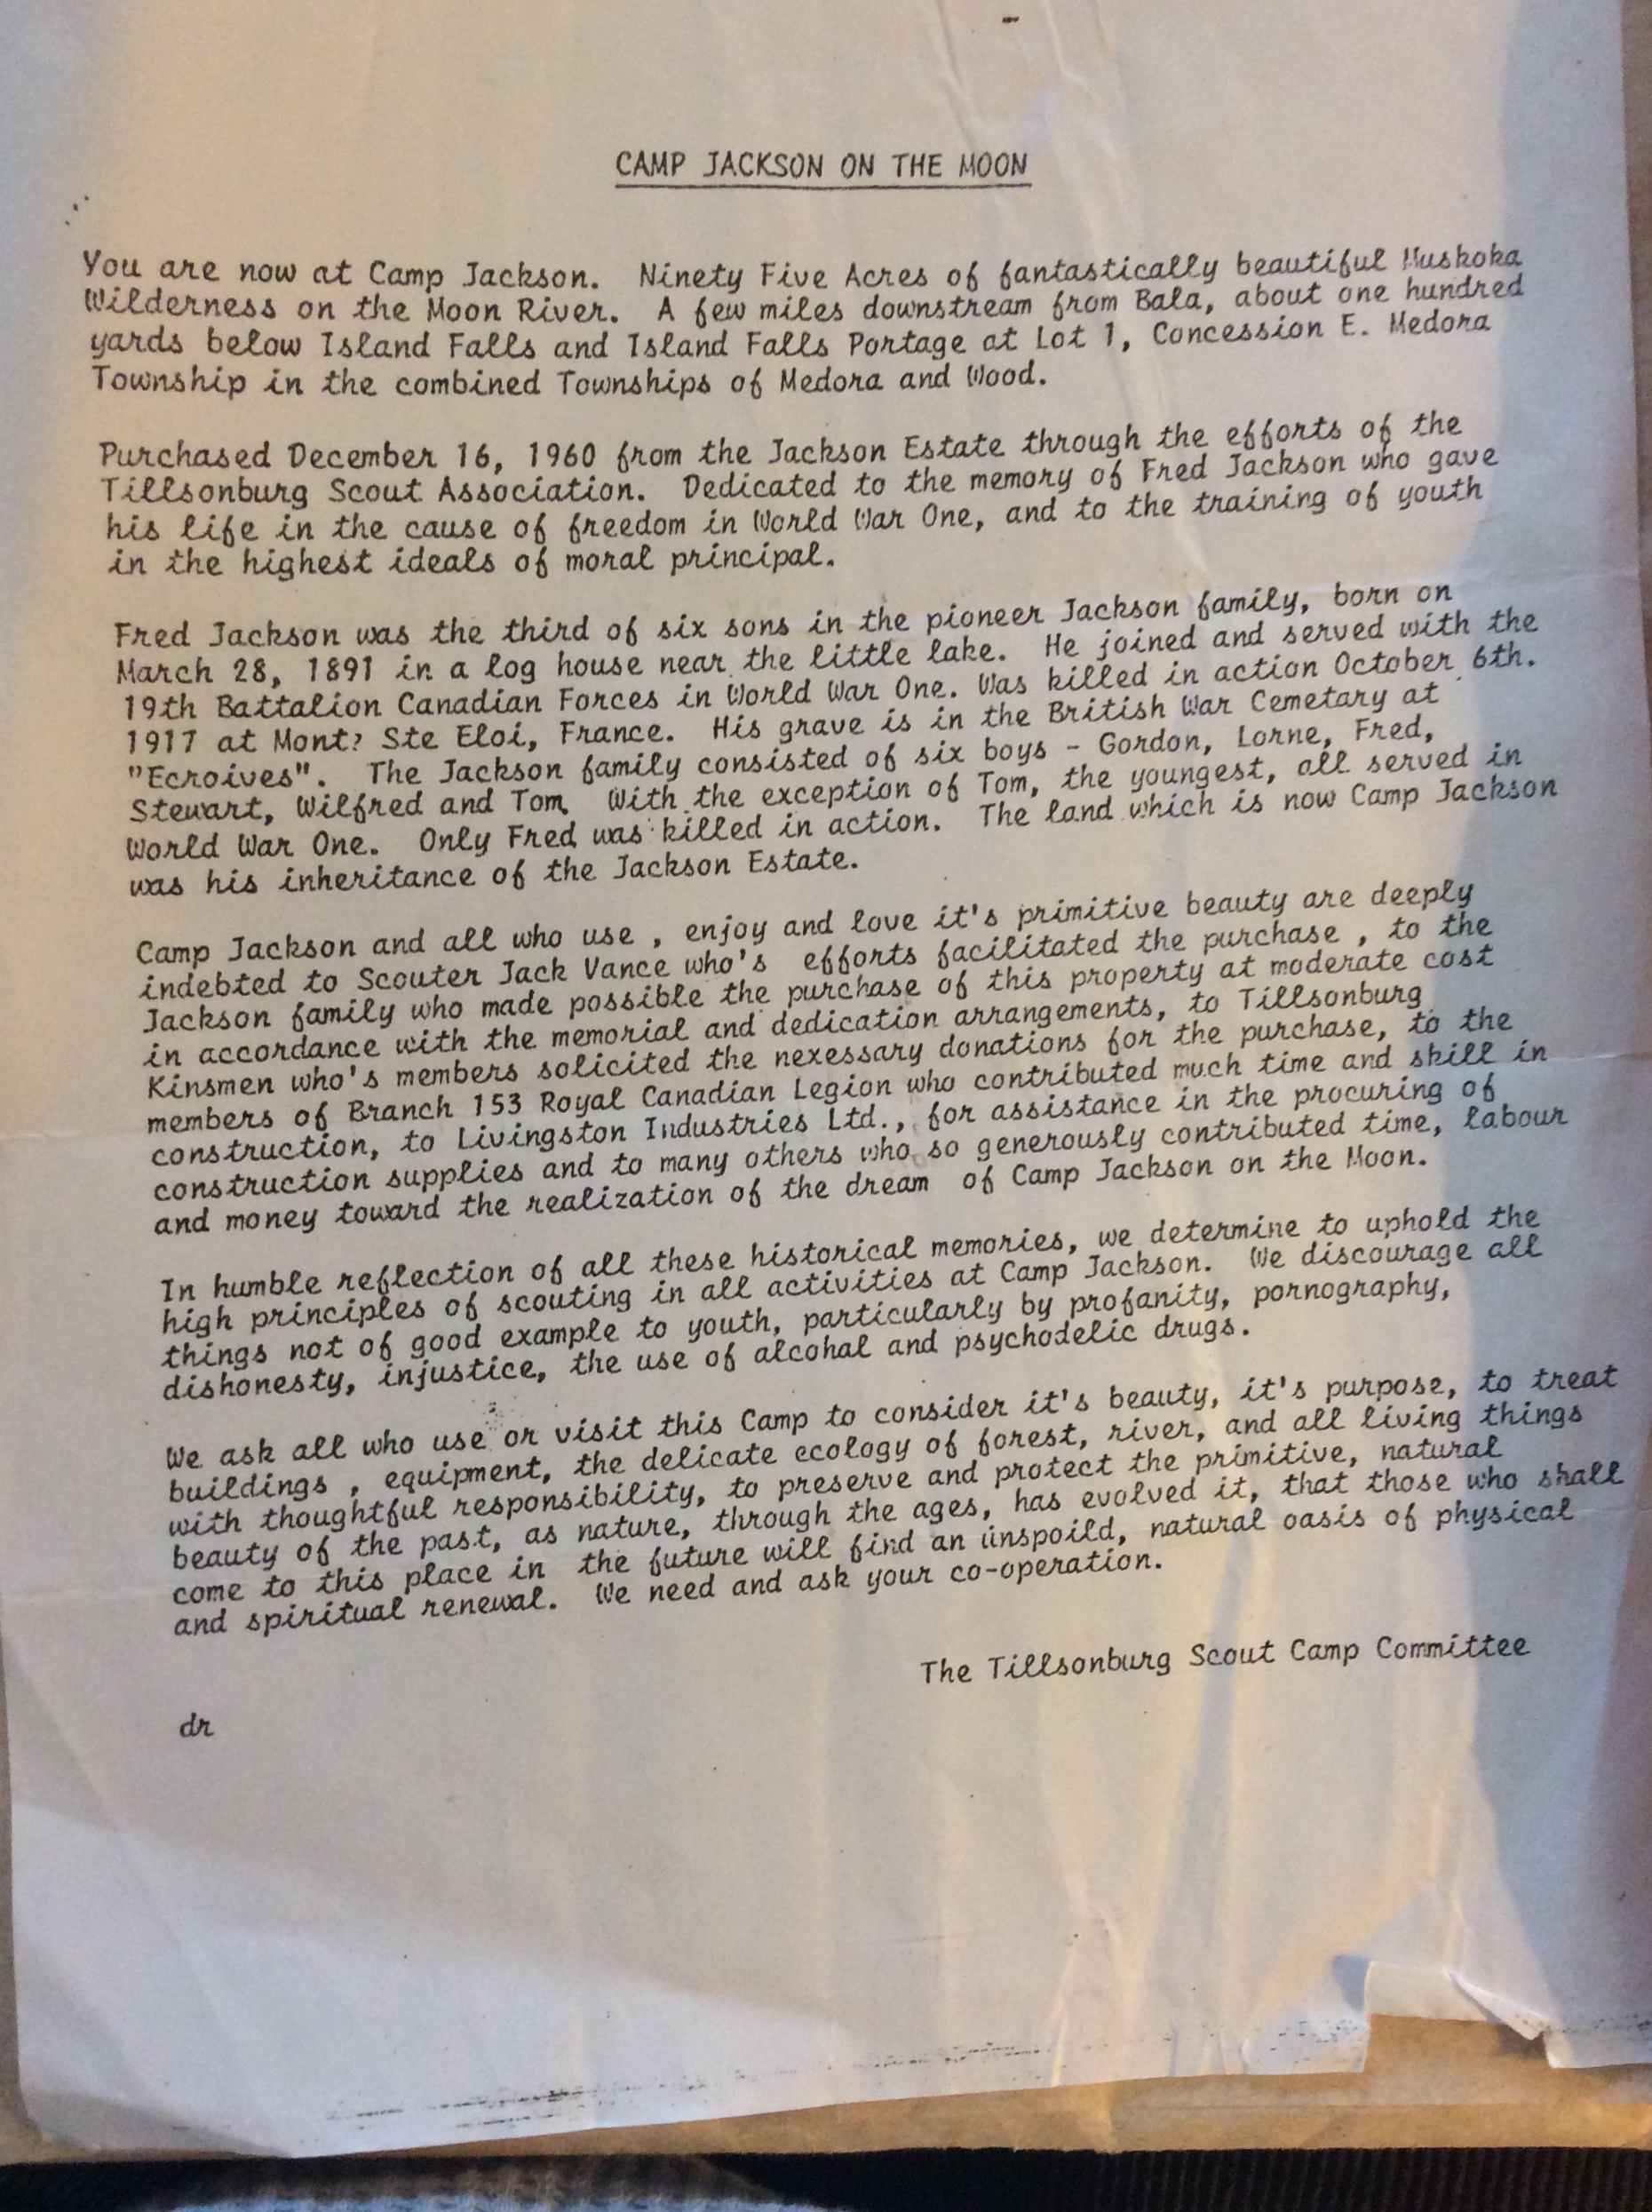 CAMP JACKSON ON THE MOON
You are now at Camp Jackson. Ninety Five Acres of fantastically beautiful Muskoka
Wilderness on the Moon River. A few miles downstream from Bala, about one hundred
yards below Island Falls and Island Falls Portage at Lot 1, Concession E. Medora
Township in the combined Townships of Medora and Wood.
Purchased December 16, 1960 from the Jackson Estate through the efforts of the
Tillsonburg Scout Association. Dedicated to the memory of Fred Jackson who gave
his life in the cause of freedom in World War One, and to the training of youth
in the highest ideals of moral principal.
Fred Jackson was the third of six sons in the pioneer Jackson family, born on
March 28, 1891 in a log house near the little lake. He joined and served with the
19th Battalion Canadian Forces in World War One. Was killed in action October 6th.
1917 at Mont? Ste Eloi, France. His grave is in the British War Cemetary at
"Ecroives". The Jackson family consisted of six boys - Gordon, Lorne, Fred,
Stewart, Wilfred and Tom. With the exception of Tom, the youngest, all served in
World War One. Only Fred was killed in action. The land which is now Camp Jackson
was his inheritance of the Jackson Estate.
Camp Jackson and all who use , enjoy and love it's primitive beauty are deeply
indebted to Scouter Jack Vance who's efforts facilitated the purchase , to the
Jackson family who made possible the purchase of this property at moderate cost
in accordance with the memorial and dedication arrangements, to Tillsonburg
Kinsmen who's members solicited the nexessary donations for the purchase, to the
members of Branch 153 Royal Canadian Legion who contributed much time and skill in
construction, to Livingston Industries Ltd., for assistance in the procuring of
construction supplies and to many others who so generously contributed time, labour
and money toward the realization of the dream of Camp Jackson on the Moon.
In humble reflection of all these historical memories, we determine to uphold the
high principles of scouting in all activities at Camp Jackson. We discourage all
things not of good example to youth, particularly by profanity, pornography,
dishonesty, injustice, the use of alcohal and psychodelic drugs.
We ask all who use or visit this Camp to consider it's beauty, it's purpose, to treat
buildings , equipment, the delicate ecology of forest, river, and all living things
with thoughtful responsibility, to preserve and protect the primitive, natural
beauty of the past, as nature, through the ages, has evolved it, that those who shall
come to this place in the future will find an unspoild, natural oasis of physical
and spiritual renewal. We need and ask your co-operation.
The Tillsonburg Scout Camp Committee
dr